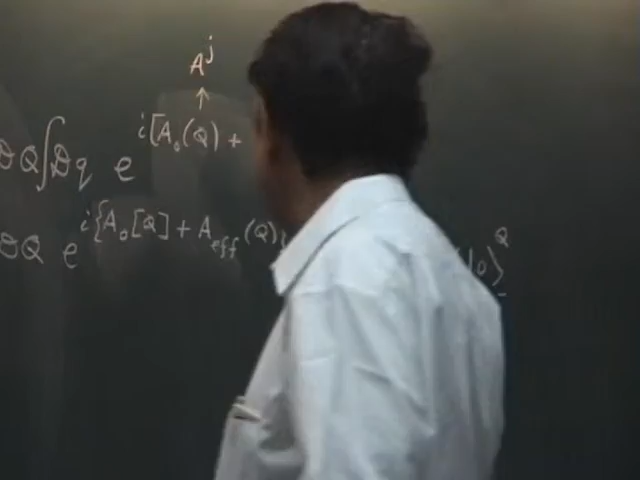 A^j
↑
𝒟Q ∫𝒟q e^{i[A_0(Q) +
𝒟Q e^{i{A_0[Q] + A_eff(Q)}
|0⟩^Q